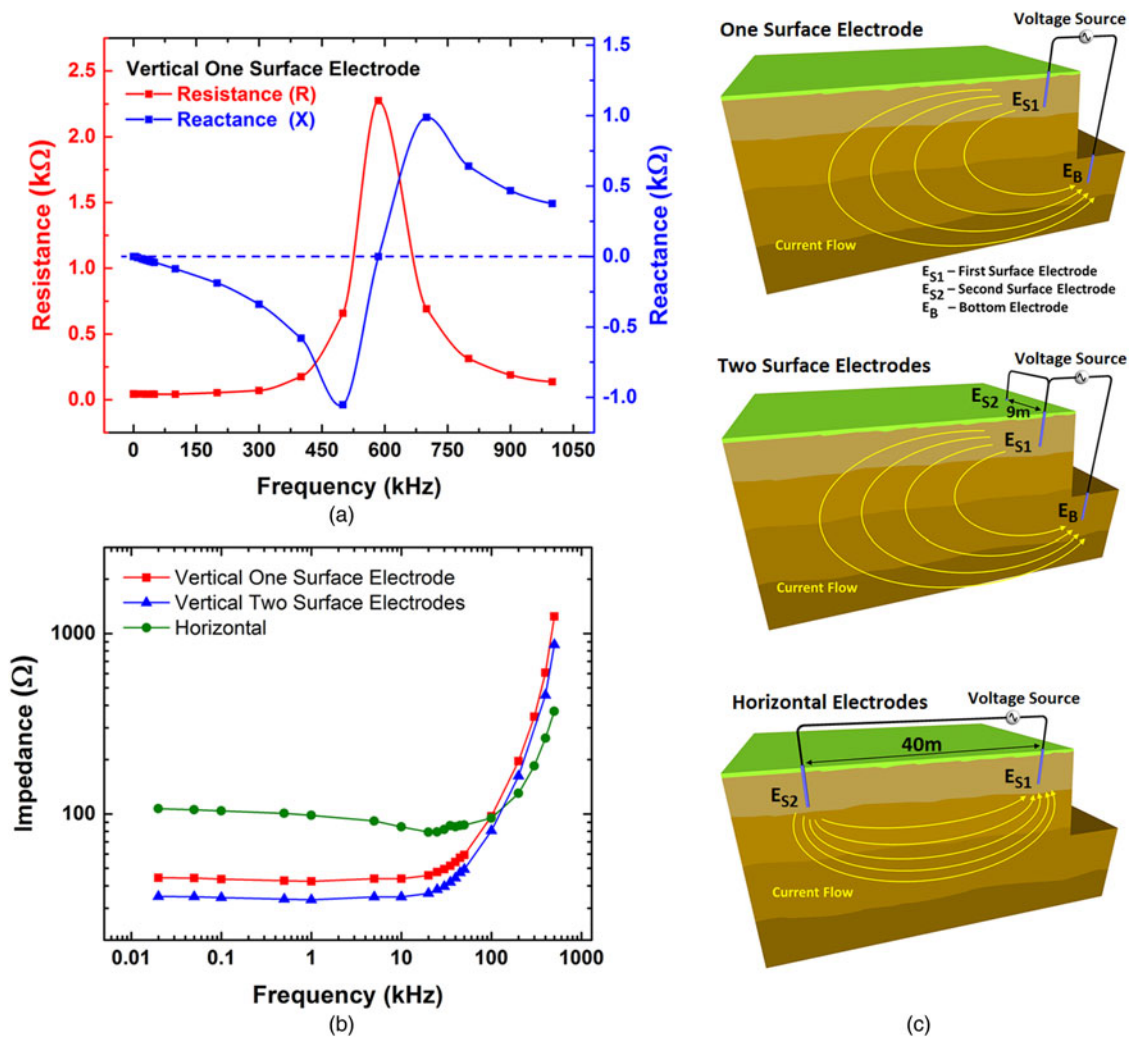 Vertical One Surface Electrode
Resistance (R)
Reactance (X)
2.5
2.0
1.5
1.0
0.5
0.0
Resistance (kΩ)
1.5
1.0
0.5
0.0
-0.5
-1.0
Reactance (kΩ)
0 150 300 450 600 750 900 1050
Frequency (kHz)
(a)
Vertical One Surface Electrode
Vertical Two Surface Electrodes
Horizontal
1000
100
Impedance (Ω)
0.01 0.1 1 10 100 1000
Frequency (kHz)
(b)
One Surface Electrode
Voltage Source
ES1
EB
Current Flow
ES1 – First Surface Electrode
ES2 – Second Surface Electrode
EB – Bottom Electrode
Two Surface Electrodes
Voltage Source
ES2
9m
ES1
EB
Current Flow
Horizontal Electrodes
Voltage Source
40m
ES2
ES1
Current Flow
(c)